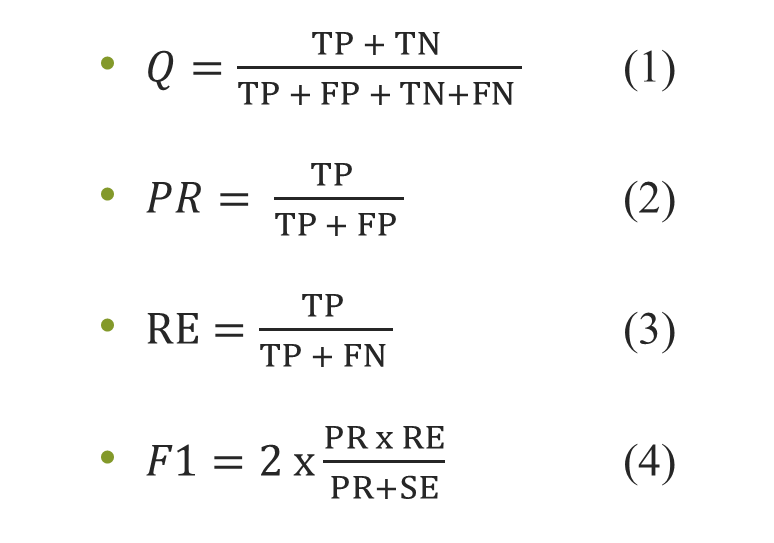 • Q = (TP + TN) / (TP + FP + TN+FN) (1)
• PR = TP / (TP + FP) (2)
• RE = TP / (TP + FN) (3)
• F1 = 2 x (PR x RE) / (PR+SE) (4)